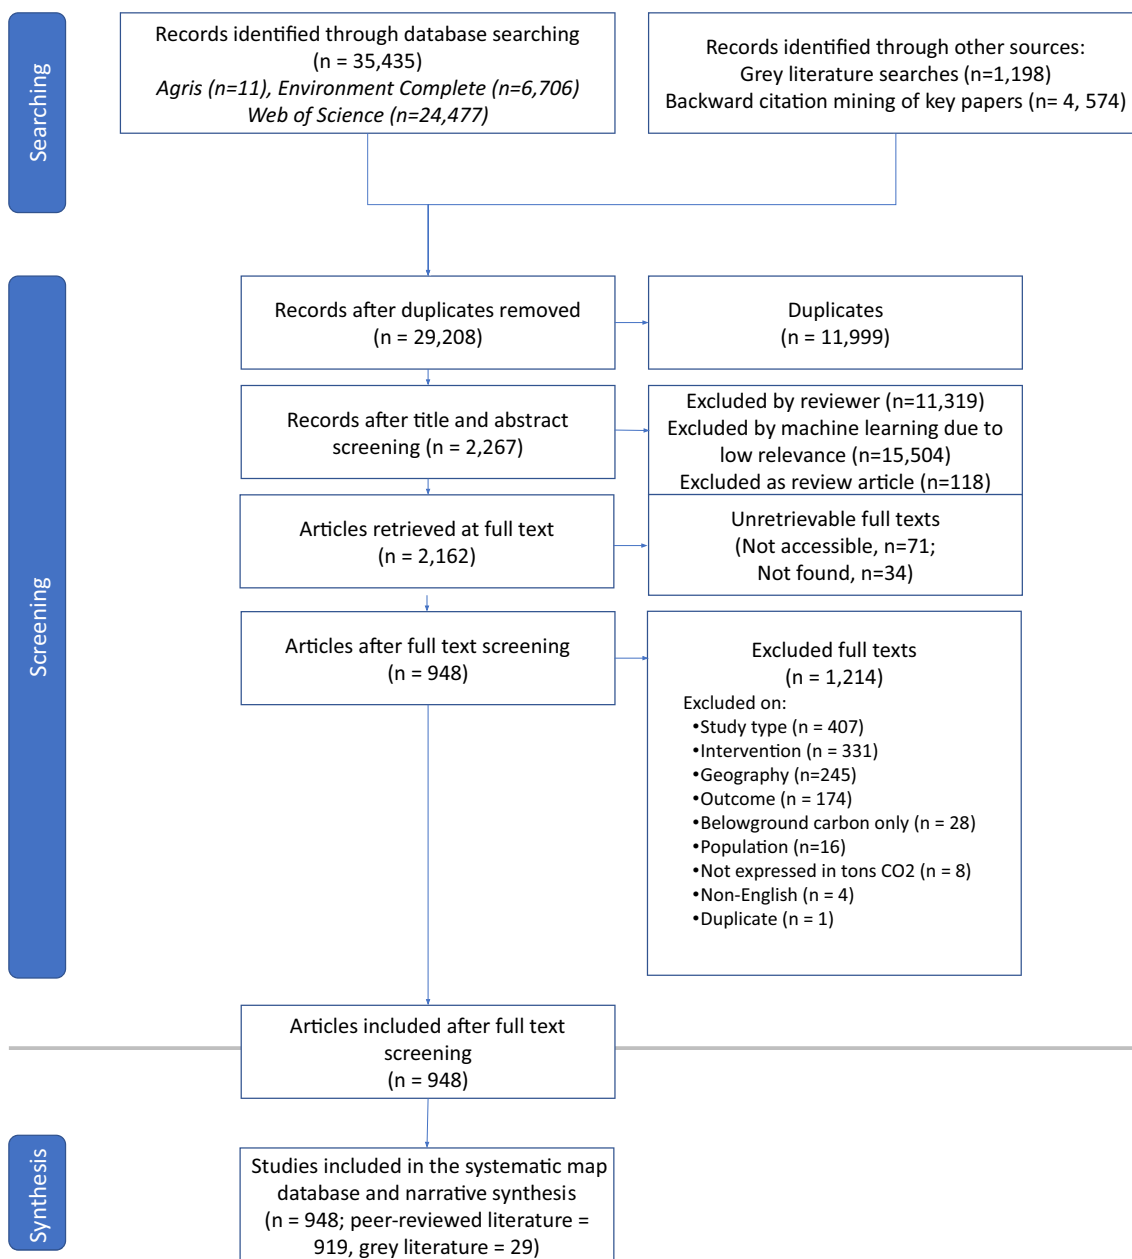 Searching
Records identified through database searching
(n = 35,435)
Agris (n=11), Environment Complete (n=6,706)
Web of Science (n=24,477)
Records identified through other sources:
Grey literature searches (n=1,198)
Backward citation mining of key papers (n= 4, 574)
Screening
Records after duplicates removed
(n = 29,208)
Duplicates
(n = 11,999)
Records after title and abstract
screening (n = 2,267)
Excluded by reviewer (n=11,319)
Excluded by machine learning due to
low relevance (n=15,504)
Excluded as review article (n=118)
Articles retrieved at full text
(n = 2,162)
Unretrievable full texts
(Not accessible, n=71;
Not found, n=34)
Articles after full text screening
(n = 948)
Excluded full texts
(n = 1,214)
Excluded on:
•Study type (n = 407)
•Intervention (n = 331)
•Geography (n=245)
•Outcome (n = 174)
•Belowground carbon only (n = 28)
•Population (n=16)
•Not expressed in tons CO2 (n = 8)
•Non-English (n = 4)
•Duplicate (n = 1)
Articles included after full text
screening
(n = 948)
Synthesis
Studies included in the systematic map
database and narrative synthesis
(n = 948; peer-reviewed literature =
919, grey literature = 29)